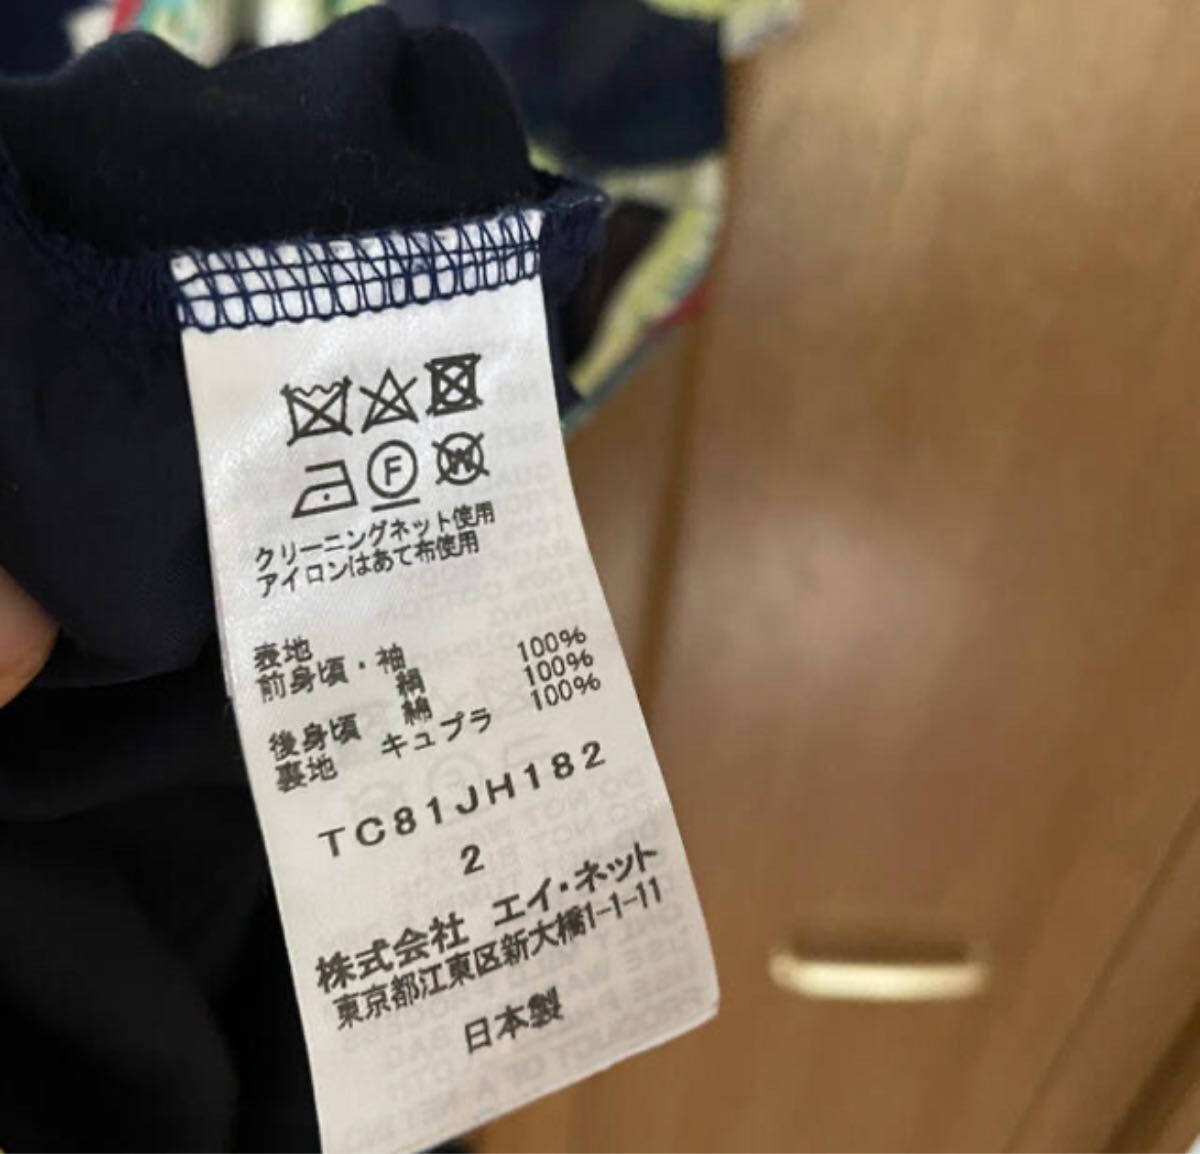 クリーニングネット使用
アイロンはあて布使用
表地
前身頃・袖
絹 100%
後身頃 綿 100%
裏地 キュプラ 100%
TC81JH182
2
株式会社 エイ・ネット
東京都江東区新大橋1-1-11
日本製